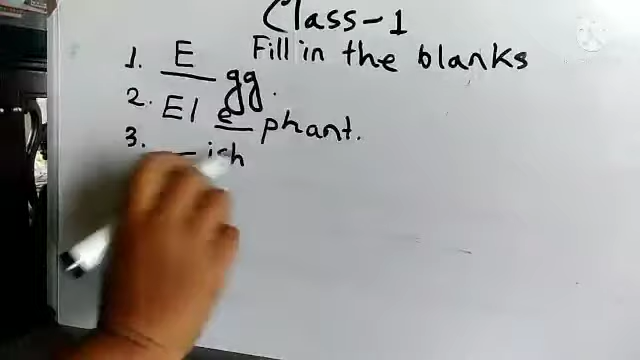 Class-1
Fill in the blanks
1. E gg.
2. El e phant.
3. _ ish